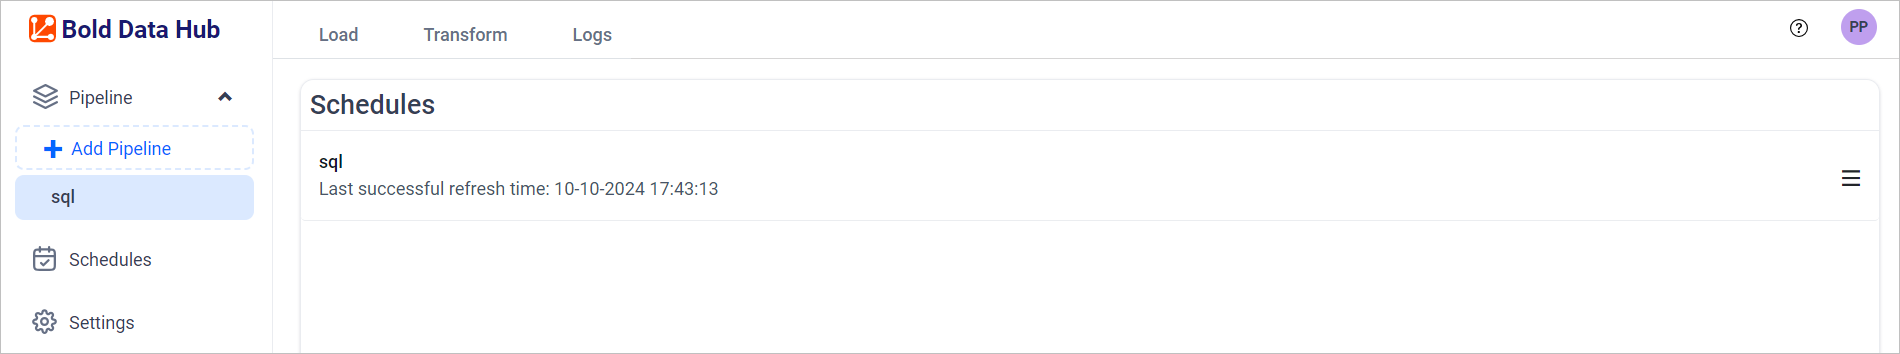 Bold Data Hub
Load
Transform
Logs
PP
Pipeline
Add Pipeline
sql
Schedules
Settings
Schedules
sql
Last successful refresh time: 10-10-2024 17:43:13